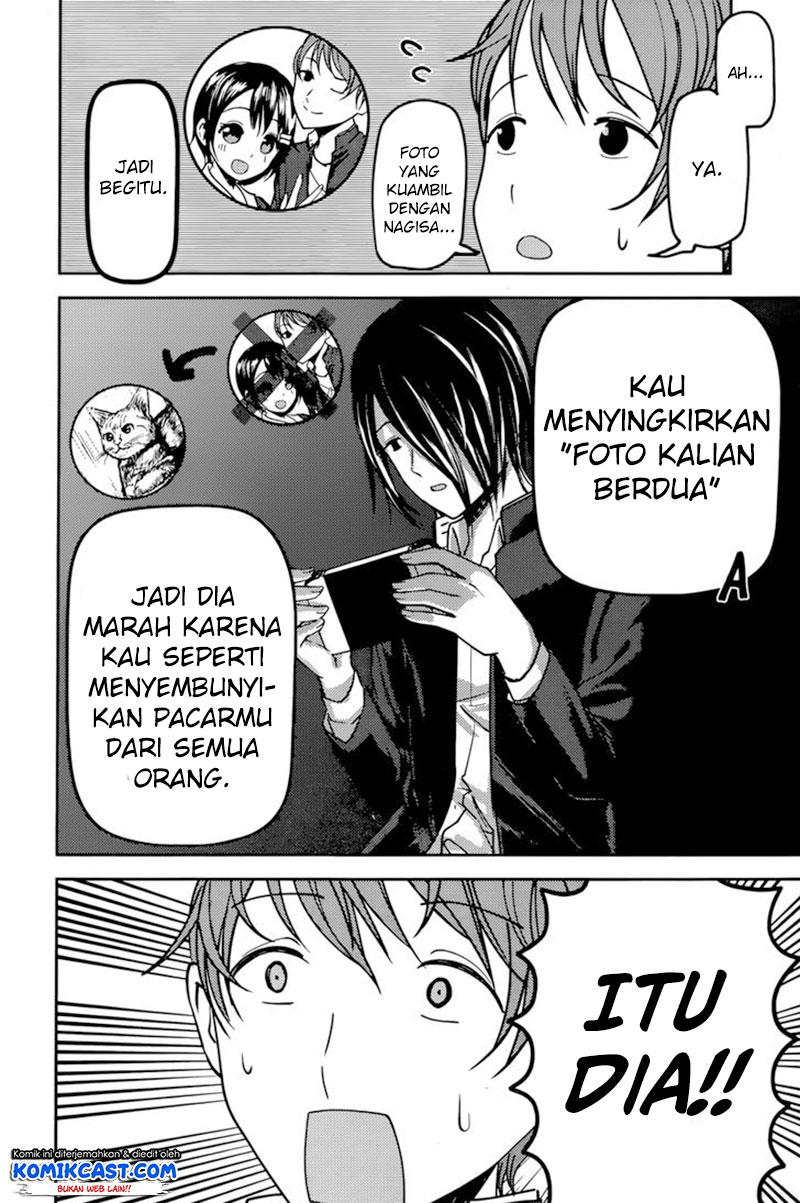 AH...
YA.
FOTO
YANG
KUAMBIL
DENGAN
NAGISA...
JADI
BEGITU.
KAU
MENYINGKIRKAN
"FOTO KALIAN
BERDUA"
JADI DIA
MARAH KARENA
KAU SEPERTI
MENYEMBUNYI-
KAN PACARMU
DARI SEMUA
ORANG.
ITU
DIA!!
Komik ini diterjemahkan & diedit oleh
KOMIKCAST.COM
BUKAN WEB LAIN!!